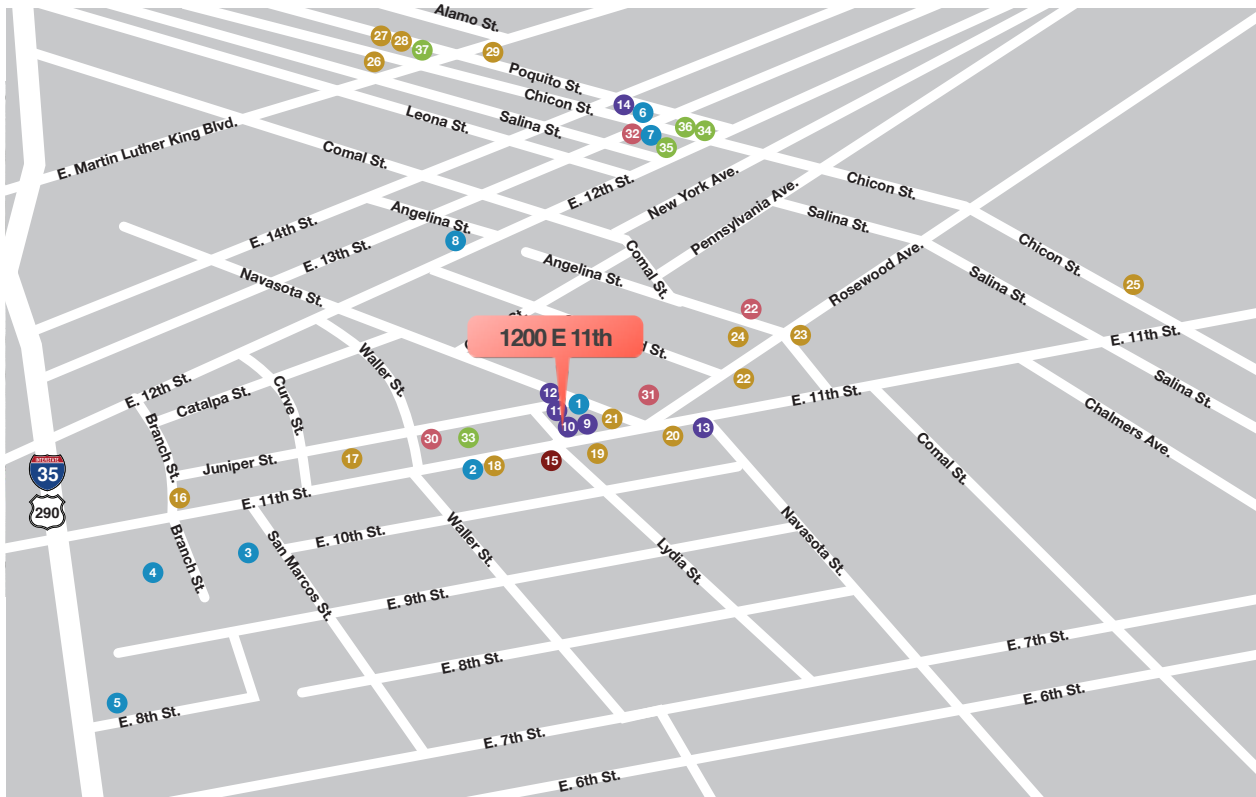 Alamo St.
27
28
37
29
26
Poquito St.
Chicon St.
14
6
Leona St.
Salina St.
32
7
36
34
35
E. Martin Luther King Blvd.
Comal St.
E. 12th St.
New York Ave.
Chicon St.
Pennsylvania Ave.
Angelina St.
Salina St.
E. 14th St.
8
E. 13th St.
Comal St.
Rosewood Ave.
Chicon St.
Angelina St.
Navasota St.
Salina St.
25
22
1200 E 11th
St.
24
23
E. 11th St.
Waller St.
22
E. 12th St.
Catalpa St.
Curve St.
12
1
31
E. 11th St.
Salina St.
11
Branch St.
30
33
10
9
21
20
13
Chalmers Ave.
INTERSTATE
35
290
Juniper St.
17
2
18
15
19
Comal St.
16
E. 11th St.
Branch St.
3
San Marcos St.
E. 10th St.
Waller St.
Lydia St.
Navasota St.
4
E. 9th St.
E. 8th St.
E. 7th St.
5
E. 8th St.
E. 7th St.
E. 6th St.
E. 6th St.